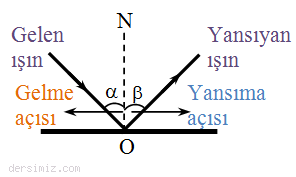 N
Gelen
ışın
Yansıyan
ışın
α
β
Gelme
açısı
Yansıma
açısı
O
dersimiz.com